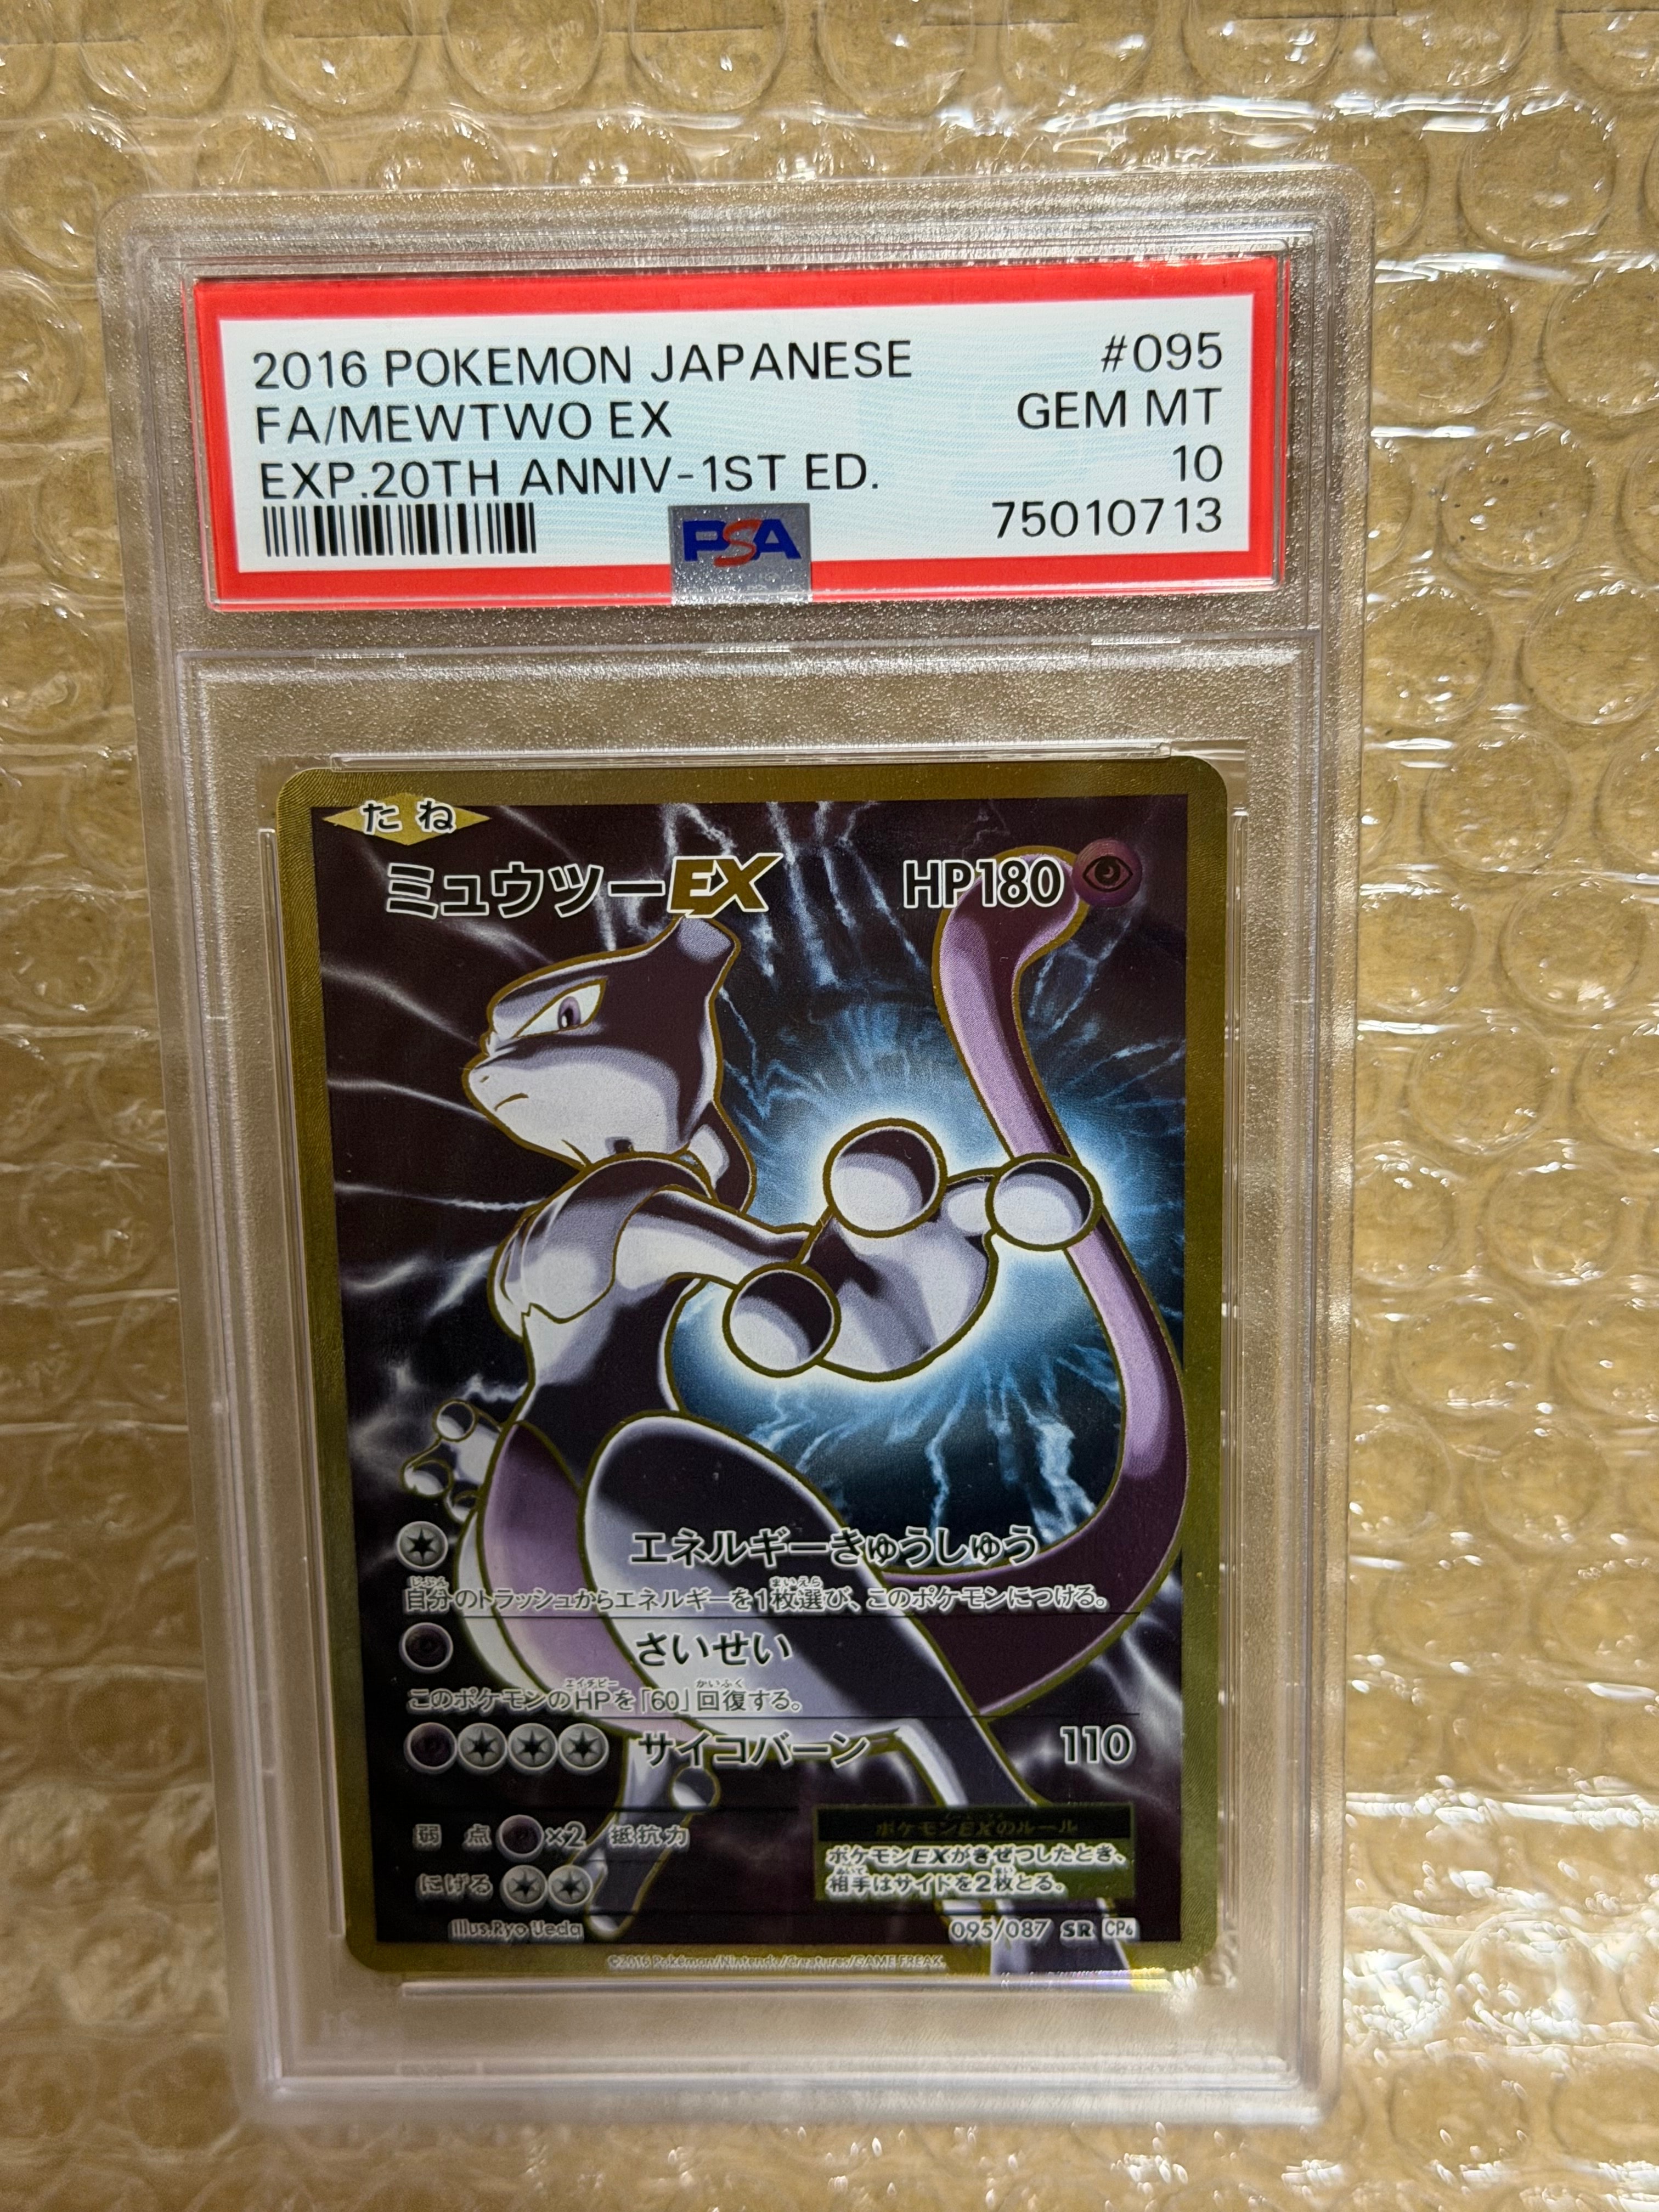 2016 POKEMON JAPANESE #095
FA/MEWTWO EX GEM MT
EXP.20TH ANNIV-1ST ED. 10
PSA 75010713
たね
ミュウツーEX HP180
エネルギーきゅうしゅう
自分のトラッシュからエネルギーを1枚選び、このポケモンにつける。
さいせい
このポケモンのHPを「60」回復する。
サイコバーン 110
ポケモンEXのルール
弱点 ×2 抵抗力
ポケモンEXがきぜつしたとき、
相手はサイドを2枚とる。
にげる
Illus.Ryo Ueda 095/087 SR CP6
©2016 Pokémon/Nintendo/Creatures/GAME FREAK.